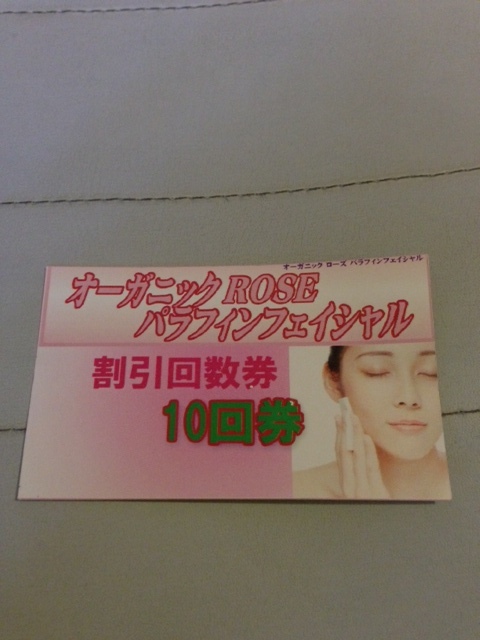 オーガニック ローズ パラフィンフェイシャル
オーガニックROSE
パラフィンフェイシャル
割引回数券
10回券